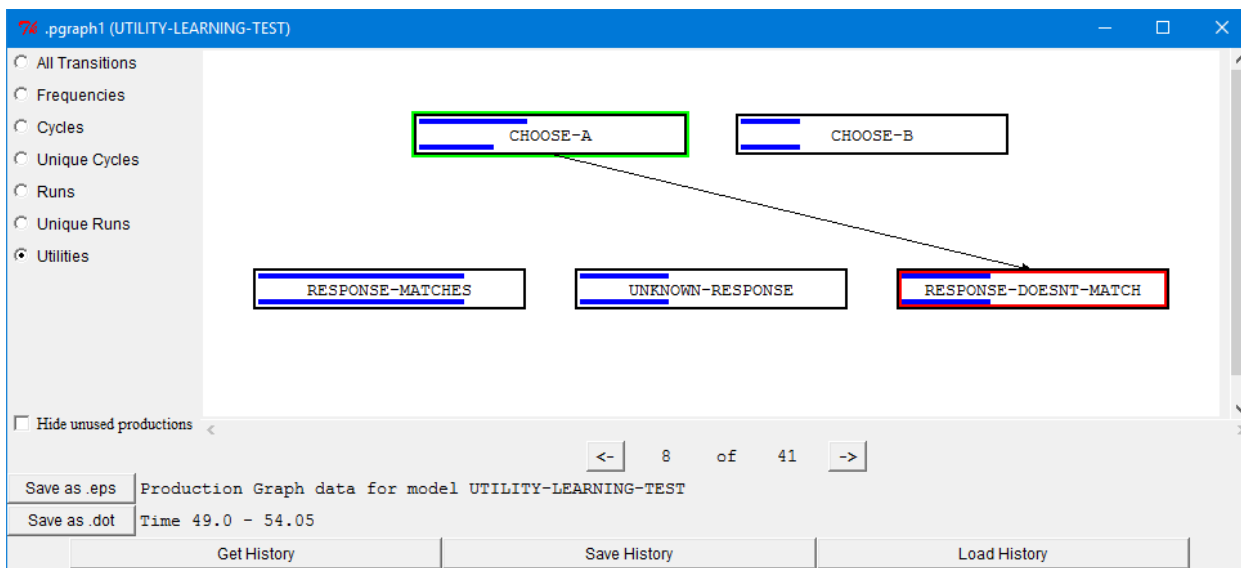 .pgraph1 (UTILITY-LEARNING-TEST)
All Transitions
Frequencies
Cycles
Unique Cycles
Runs
Unique Runs
Utilities
CHOOSE-A
CHOOSE-B
RESPONSE-MATCHES
UNKNOWN-RESPONSE
RESPONSE-DOESNT-MATCH
Hide unused productions
<- 8 of 41 ->
Save as .eps Production Graph data for model UTILITY-LEARNING-TEST
Save as .dot Time 49.0 - 54.05
Get History Save History Load History